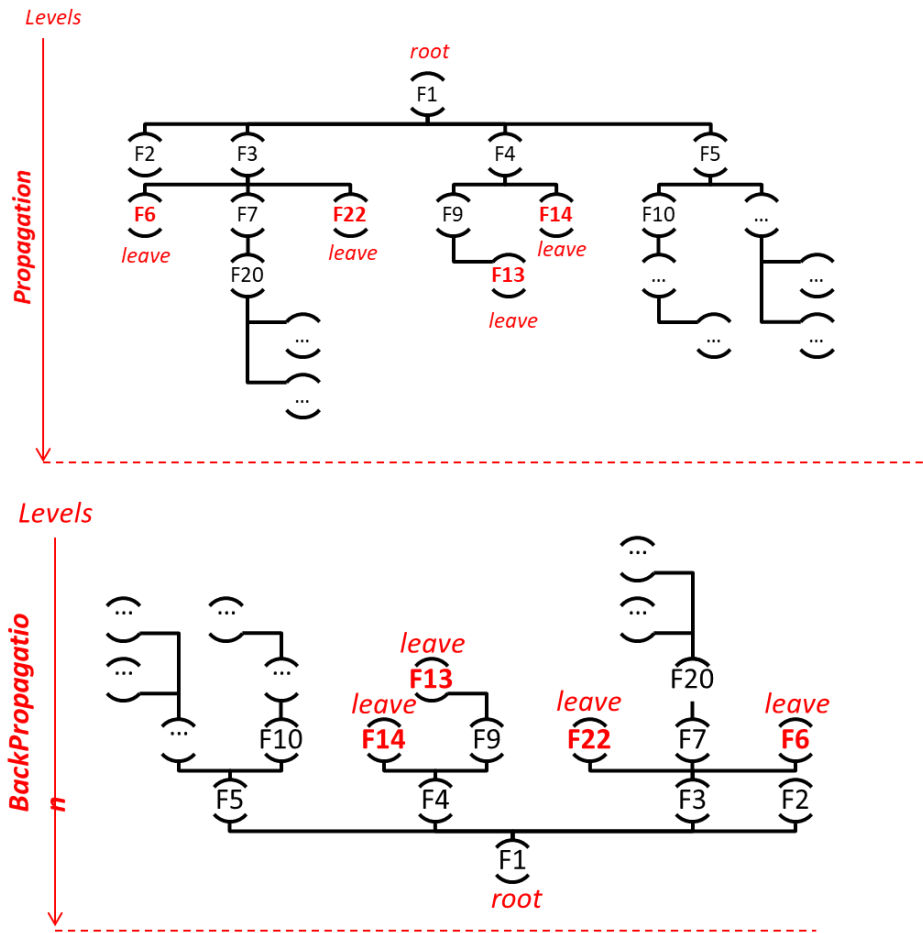 Levels
root
F1
F2 F3 F4 F5
Propagation
F6 F7 F22 F9 F14 F10 ...
leave leave leave
F20 F13 ... ...
leave
... ... ...
...
Levels
...
... ... ...
BackPropagatio
n
leave
... ... F13 F20
leave leave leave
... F10 F14 F9 F22 F7 F6
F5 F4 F3 F2
F1
root